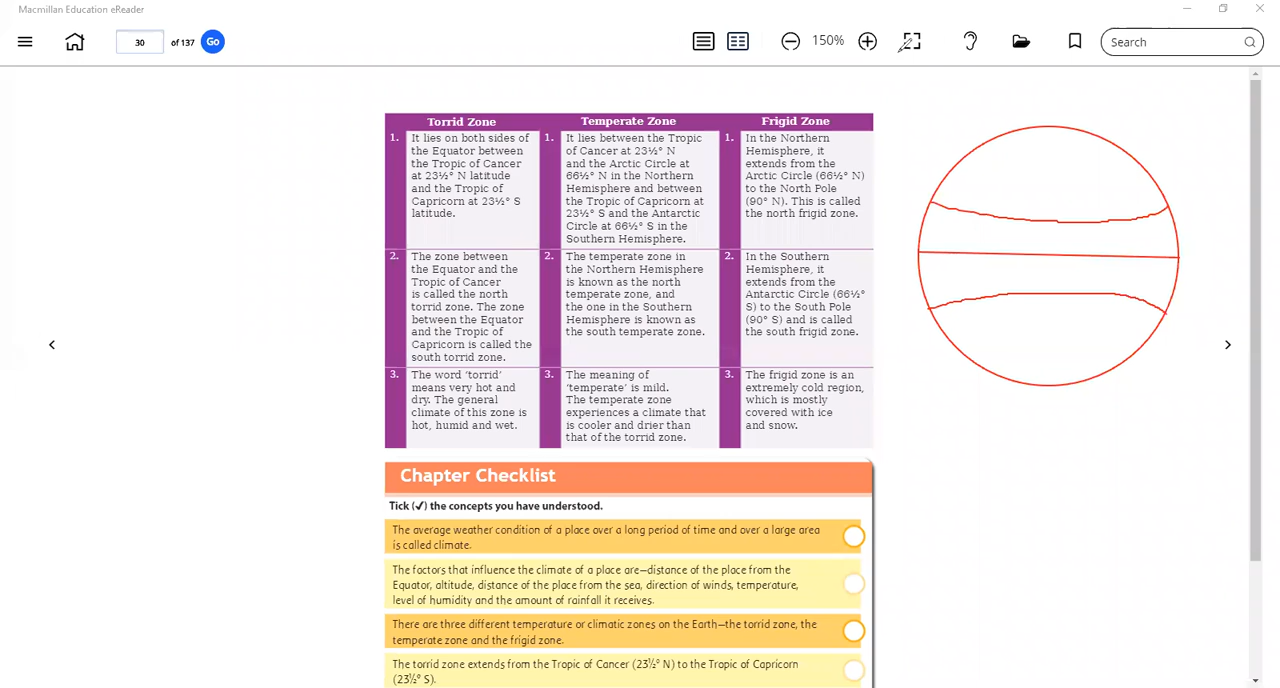 Macmillan Education eReader
30 of 137 Go
150%
Search
Torrid Zone
1. It lies on both sides of
the Equator between
the Tropic of Cancer
at 23½° N latitude
and the Tropic of
Capricorn at 23½° S
latitude.
2. The zone between
the Equator and the
Tropic of Cancer
is called the north
torrid zone. The zone
between the Equator
and the Tropic of
Capricorn is called the
south torrid zone.
3. The word ‘torrid’
means very hot and
dry. The general
climate of this zone is
hot, humid and wet.
Temperate Zone
1. It lies between the Tropic
of Cancer at 23½° N
and the Arctic Circle at
66½° N in the Northern
Hemisphere and between
the Tropic of Capricorn at
23½° S and the Antarctic
Circle at 66½° S in the
Southern Hemisphere.
2. The temperate zone in
the Northern Hemisphere
is known as the north
temperate zone, and
the one in the Southern
Hemisphere is known as
the south temperate zone.
3. The meaning of
‘temperate’ is mild.
The temperate zone
experiences a climate that
is cooler and drier than
that of the torrid zone.
Frigid Zone
1. In the Northern
Hemisphere, it
extends from the
Arctic Circle (66½° N)
to the North Pole
(90° N). This is called
the north frigid zone.
2. In the Southern
Hemisphere, it
extends from the
Antarctic Circle (66½°
S) to the South Pole
(90° S) and is called
the south frigid zone.
3. The frigid zone is an
extremely cold region,
which is mostly
covered with ice
and snow.
Chapter Checklist
Tick (✓) the concepts you have understood.
The average weather condition of a place over a long period of time and over a large area
is called climate.
The factors that influence the climate of a place are—distance of the place from the
Equator, altitude, distance of the place from the sea, direction of winds, temperature,
level of humidity and the amount of rainfall it receives.
There are three different temperature or climatic zones on the Earth—the torrid zone, the
temperate zone and the frigid zone.
The torrid zone extends from the Tropic of Cancer (23½° N) to the Tropic of Capricorn
(23½° S).